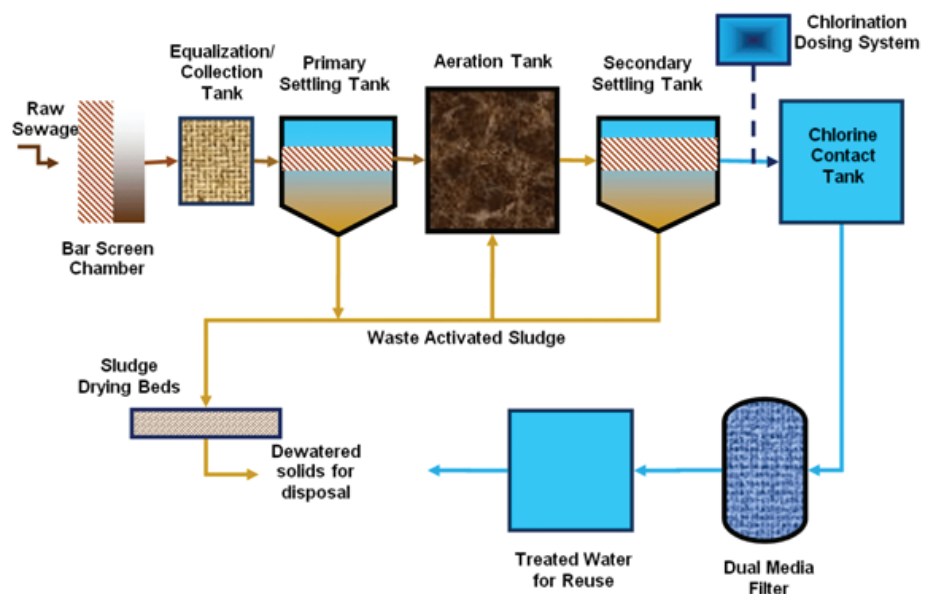 Chlorination
Dosing System
Equalization/
Collection
Tank
Primary
Settling Tank
Aeration Tank
Secondary
Settling Tank
Raw
Sewage
Chlorine
Contact
Tank
Bar Screen
Chamber
Waste Activated Sludge
Sludge
Drying Beds
Dewatered
solids for
disposal
Treated Water
for Reuse
Dual Media
Filter